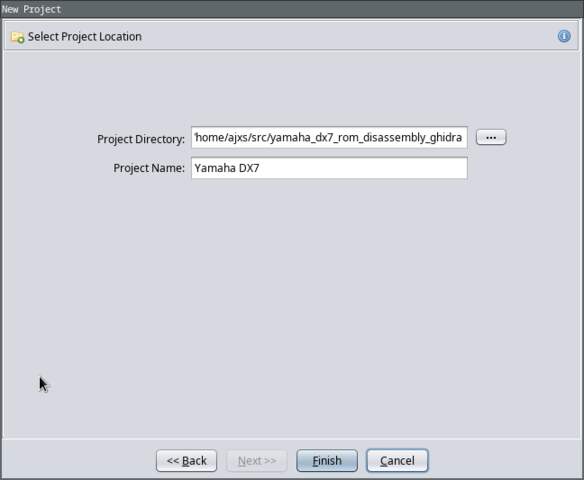 New Project
Select Project Location
Project Directory: /home/ajxs/src/yamaha_dx7_rom_disassembly_ghidra ...
Project Name: Yamaha DX7
<< Back Next >> Finish Cancel